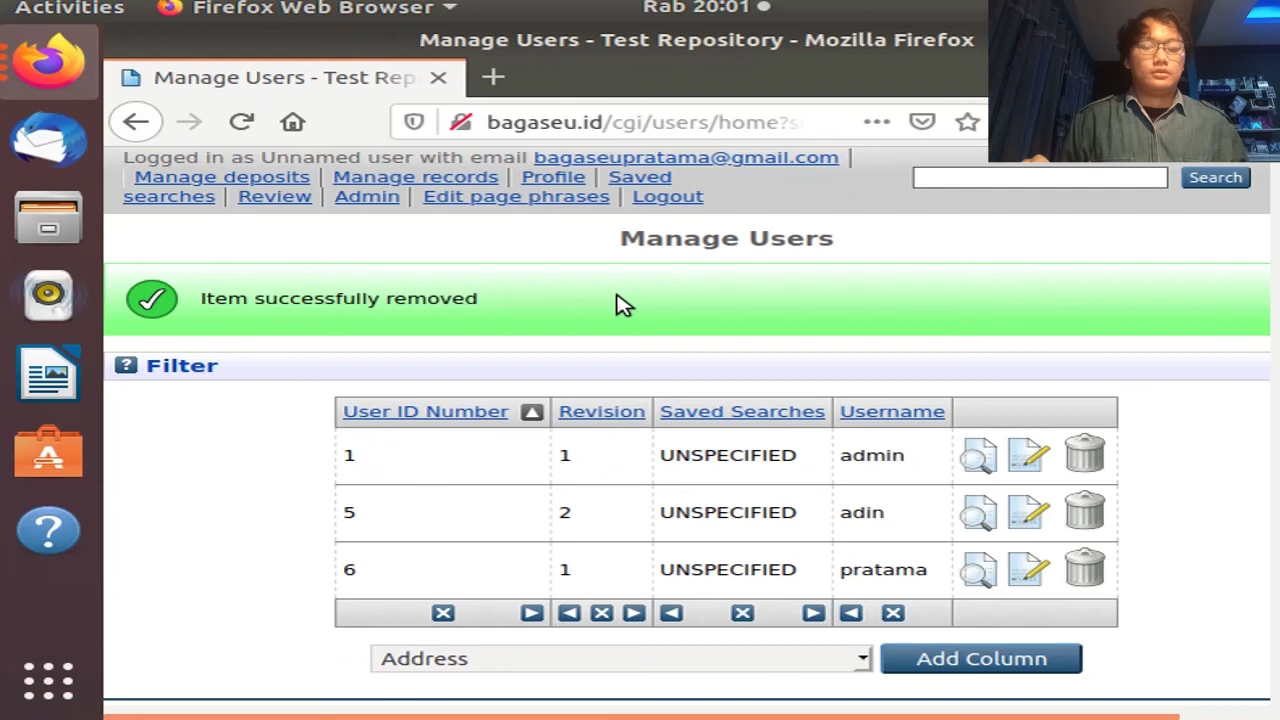 Activities Firefox Web Browser Rab 20:01
Manage Users - Test Repository - Mozilla Firefox
Manage Users - Test Rep
bagaseu.id/cgi/users/home?s
Logged in as Unnamed user with email bagaseupratama@gmail.com |
| Manage deposits | Manage records | Profile | Saved
searches | Review | Admin | Edit page phrases | Logout
Search
Manage Users
Item successfully removed
? Filter
User ID Number Revision Saved Searches Username
1 1 UNSPECIFIED admin
5 2 UNSPECIFIED adin
6 1 UNSPECIFIED pratama
Address Add Column